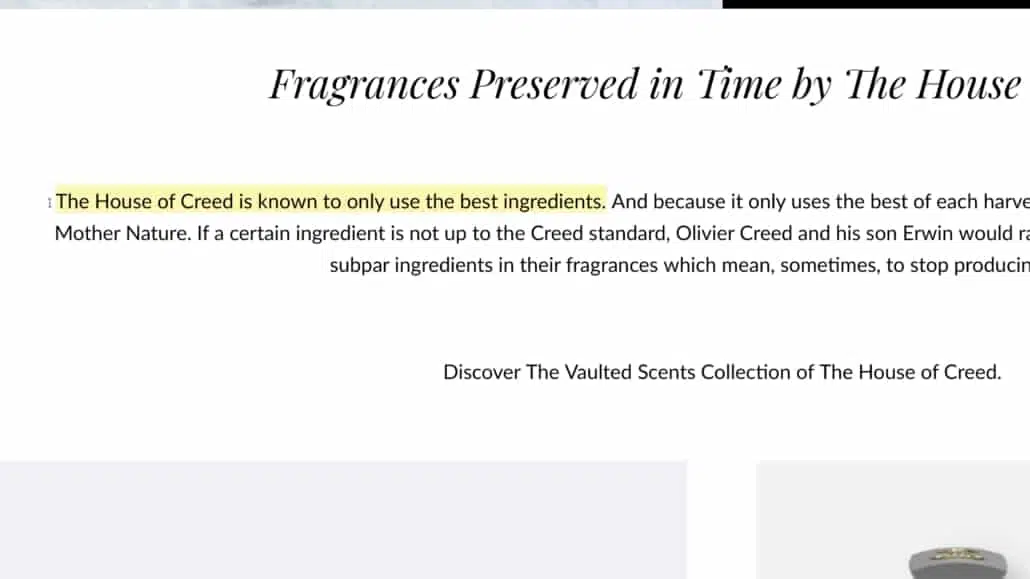 Fragrances Preserved in Time by The House
The House of Creed is known to only use the best ingredients. And because it only uses the best of each
Mother Nature. If a certain ingredient is not up to the Creed standard, Olivier Creed and his son Erwin would
subpar ingredients in their fragrances which mean, sometimes, to stop
Discover The Vaulted Scents Collection of The House of Creed.